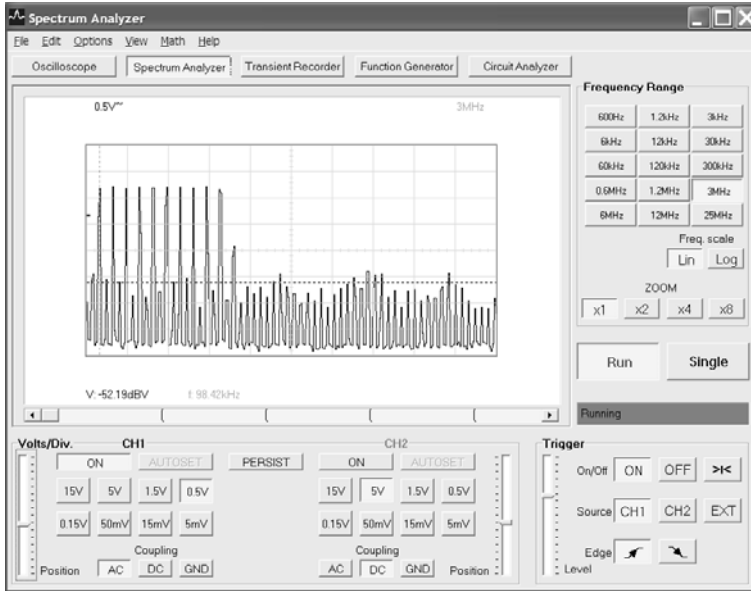 Spectrum Analyzer
File Edit Options View Math Help
Oscilloscope Spectrum Analyzer Transient Recorder Function Generator Circuit Analyzer
Frequency Range
0.5V~ 3MHz
600Hz 1.2kHz 3kHz
6kHz 12kHz 30kHz
60kHz 120kHz 300kHz
0.6MHz 1.2MHz 3MHz
6MHz 12MHz 25MHz
Freq. scale
Lin Log
ZOOM
x1 x2 x4 x8
Run Single
V: -52.19dBV f: 98.42kHz
Running
Volts/Div. CH1 CH2
ON AUTOSET PERSIST ON AUTOSET
15V 5V 1.5V 0.5V 15V 5V 1.5V 0.5V
0.15V 50mV 15mV 5mV 0.15V 50mV 15mV 5mV
Coupling Coupling
Position AC DC GND AC DC GND Position
Trigger
On/Off ON OFF
Source CH1 CH2 EXT
Edge
Level